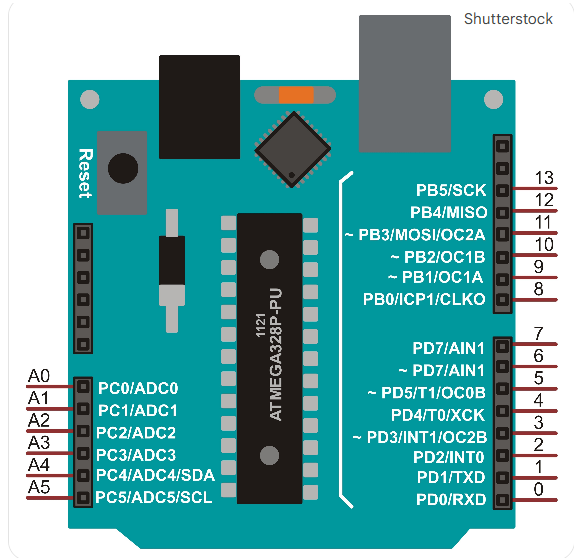 Shutterstock
Reset
1121
ATMEGA328P-PU
PB5/SCK 13
PB4/MISO 12
~ PB3/MOSI/OC2A 11
~ PB2/OC1B 10
~ PB1/OC1A 9
PB0/ICP1/CLKO 8
PD7/AIN1 7
~ PD7/AIN1 6
~ PD5/T1/OC0B 5
PD4/T0/XCK 4
~ PD3/INT1/OC2B 3
PD2/INT0 2
PD1/TXD 1
PD0/RXD 0
A0 PC0/ADC0
A1 PC1/ADC1
A2 PC2/ADC2
A3 PC3/ADC3
A4 PC4/ADC4/SDA
A5 PC5/ADC5/SCL